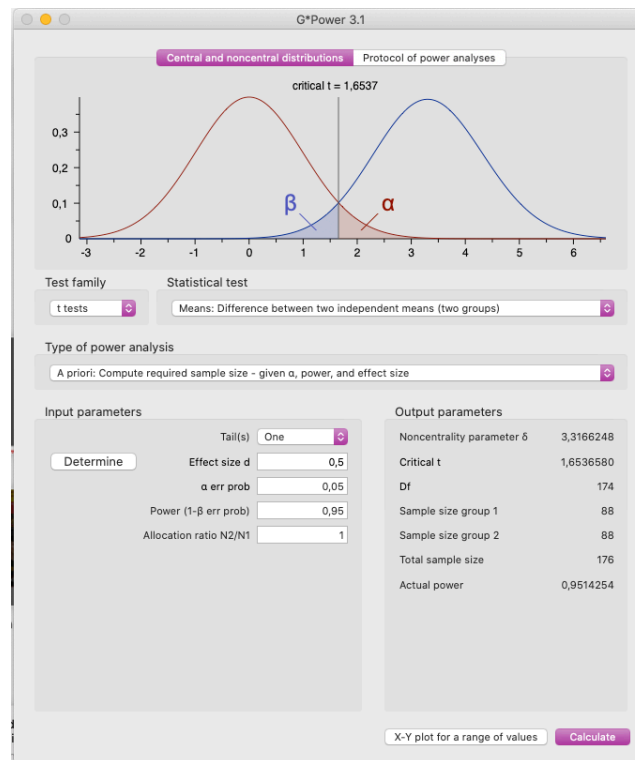 G*Power 3.1
Central and noncentral distributions Protocol of power analyses
critical t = 1,6537
0,3
0,2
0,1
0
β α
-3 -2 -1 0 1 2 3 4 5 6
Test family Statistical test
t tests Means: Difference between two independent means (two groups)
Type of power analysis
A priori: Compute required sample size - given α, power, and effect size
Input parameters Output parameters
Tail(s) One Noncentrality parameter δ 3,3166248
Determine Effect size d 0,5 Critical t 1,6536580
α err prob 0,05 Df 174
Power (1-β err prob) 0,95 Sample size group 1 88
Allocation ratio N2/N1 1 Sample size group 2 88
Total sample size 176
Actual power 0,9514254
X-Y plot for a range of values Calculate